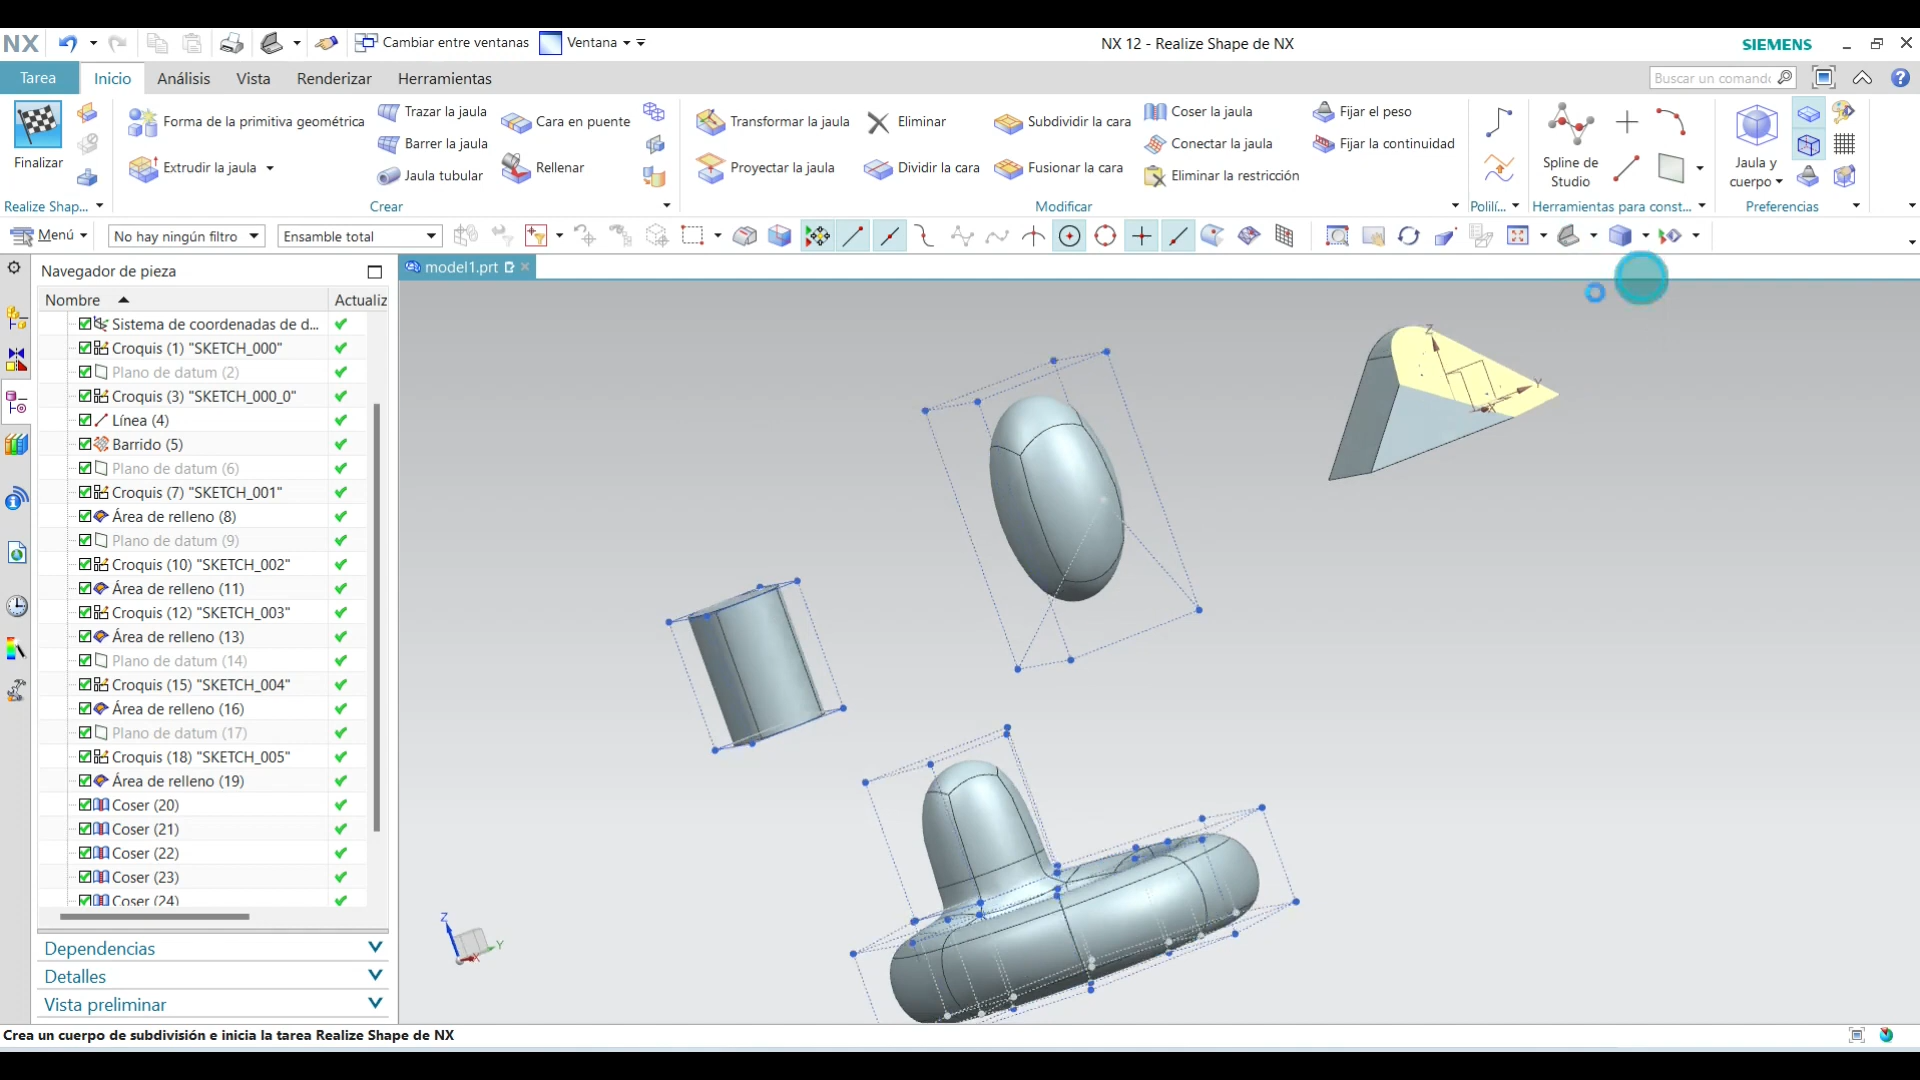 NX
Cambiar entre ventanas
Ventana
NX 12 - Realize Shape de NX
SIEMENS
Tarea
Inicio
Análisis
Vista
Renderizar
Herramientas
Buscar un comando
Finalizar
Realize Shap...
Forma de la primitiva geométrica
Extrudir la jaula
Trazar la jaula
Barrer la jaula
Jaula tubular
Cara en puente
Rellenar
Crear
Transformar la jaula
Proyectar la jaula
Eliminar
Dividir la cara
Subdividir la cara
Fusionar la cara
Coser la jaula
Conectar la jaula
Eliminar la restricción
Fijar el peso
Fijar la continuidad
Modificar
Polilí...
Spline de
Studio
Herramientas para const...
Jaula y
cuerpo
Preferencias
Menú
No hay ningún filtro
Ensamble total
Navegador de pieza
model1.prt
Nombre
Actualiz
Sistema de coordenadas de d...
Croquis (1) "SKETCH_000"
Plano de datum (2)
Croquis (3) "SKETCH_000_0"
Línea (4)
Barrido (5)
Plano de datum (6)
Croquis (7) "SKETCH_001"
Área de relleno (8)
Plano de datum (9)
Croquis (10) "SKETCH_002"
Área de relleno (11)
Croquis (12) "SKETCH_003"
Área de relleno (13)
Plano de datum (14)
Croquis (15) "SKETCH_004"
Área de relleno (16)
Plano de datum (17)
Croquis (18) "SKETCH_005"
Área de relleno (19)
Coser (20)
Coser (21)
Coser (22)
Coser (23)
Coser (24)
Dependencias
Detalles
Vista preliminar
Z
Y
X
Z
Y
X
Crea un cuerpo de subdivisión e inicia la tarea Realize Shape de NX